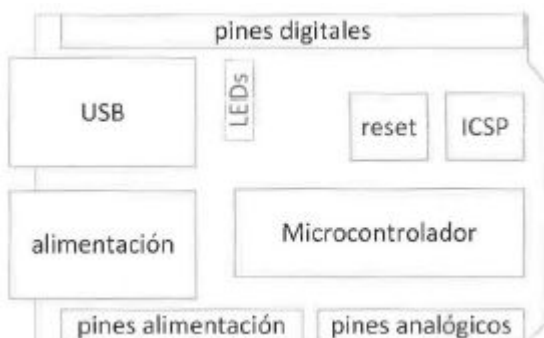 pines digitales
USB
LEDs
reset
ICSP
alimentación
Microcontrolador
pines alimentación
pines analógicos